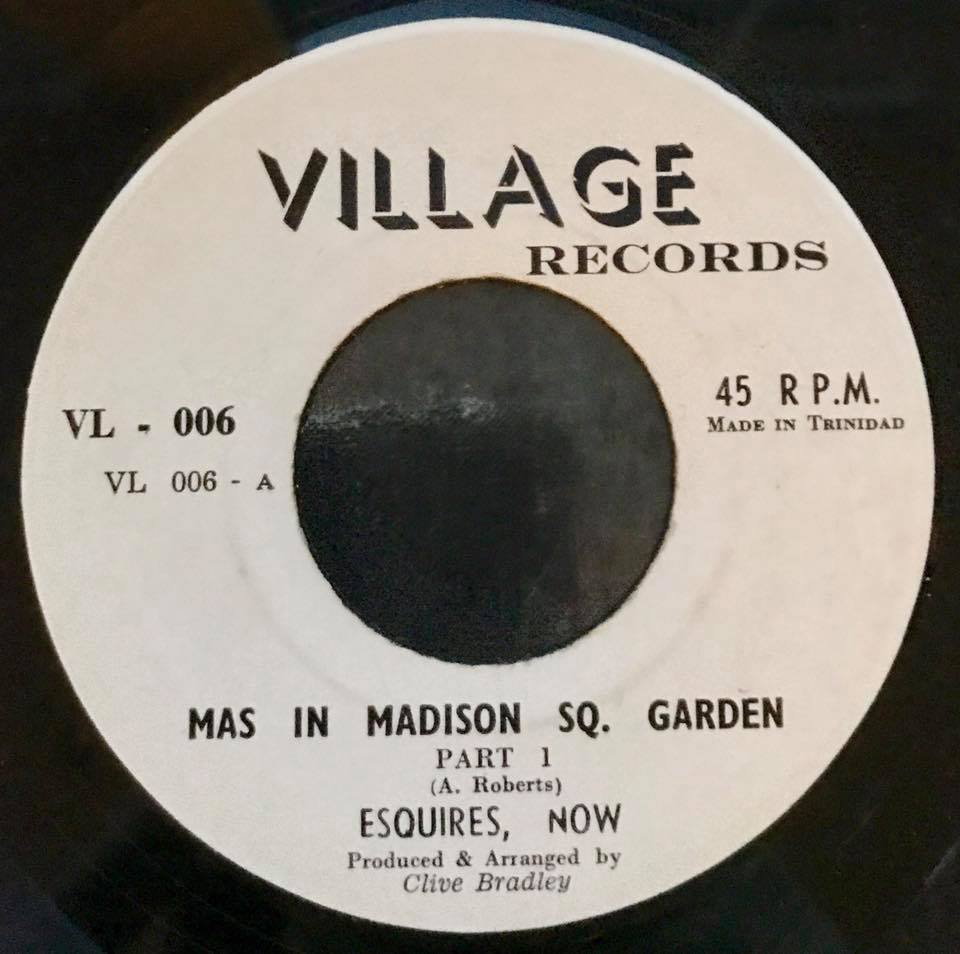 VILLAGE
RECORDS
45 R P.M.
MADE IN TRINIDAD
VL - 006
VL 006 - A
MAS IN MADISON SQ. GARDEN
PART 1
(A. Roberts)
ESQUIRES, NOW
Produced & Arranged by
Clive Bradley